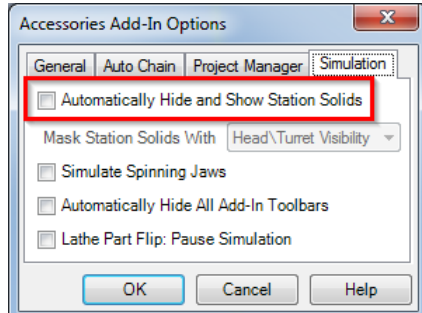 Accessories Add-In Options
General Auto Chain Project Manager Simulation
Automatically Hide and Show Station Solids
Mask Station Solids With Head\Turret Visibility
Simulate Spinning Jaws
Automatically Hide All Add-In Toolbars
Lathe Part Flip: Pause Simulation
OK Cancel Help